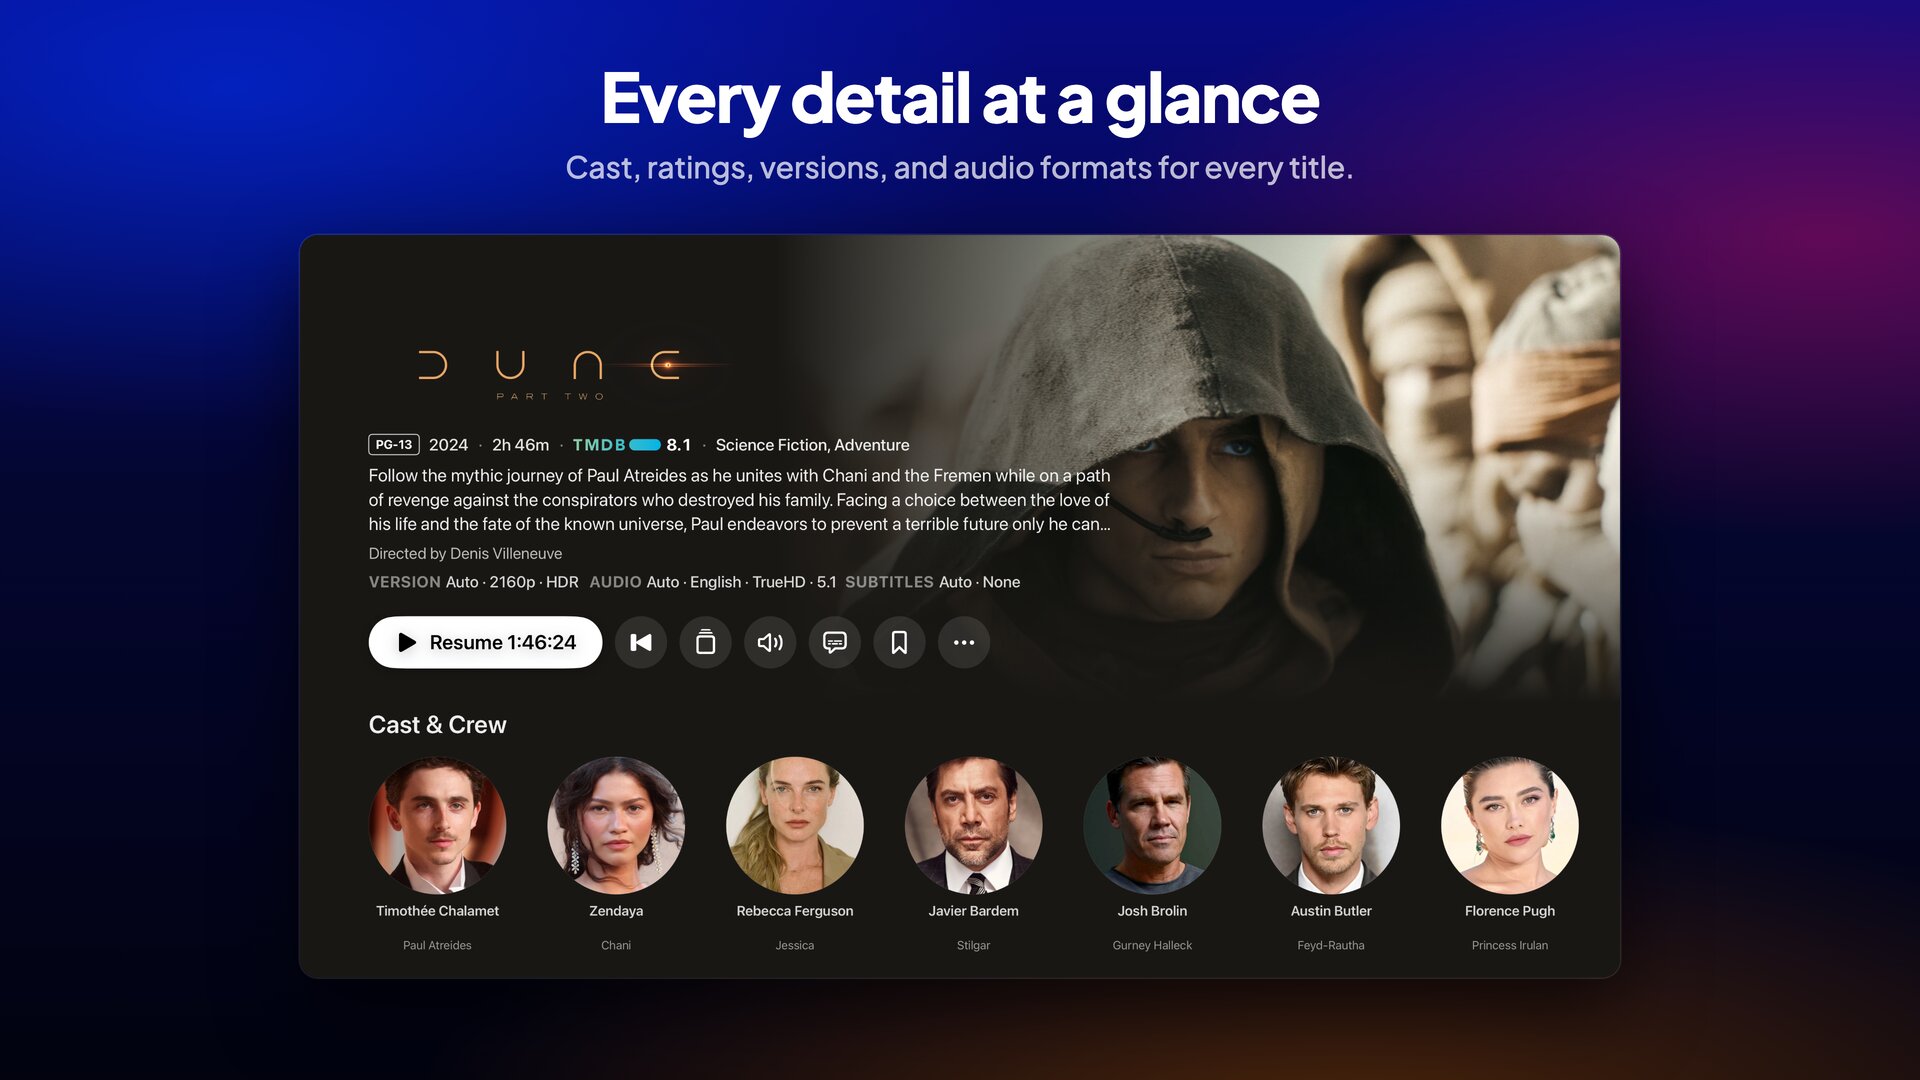 Every detail at a glance
Cast, ratings, versions, and audio formats for every title.
DUNE
PART TWO
PG-13 2024 · 2h 46m · TMDB 8.1 · Science Fiction, Adventure
Follow the mythic journey of Paul Atreides as he unites with Chani and the Fremen while on a path
of revenge against the conspirators who destroyed his family. Facing a choice between the love of
his life and the fate of the known universe, Paul endeavors to prevent a terrible future only he can...
Directed by Denis Villeneuve
VERSION Auto · 2160p · HDR AUDIO Auto · English · TrueHD · 5.1 SUBTITLES Auto · None
Resume 1:46:24
Cast & Crew
Timothée Chalamet Zendaya Rebecca Ferguson Javier Bardem Josh Brolin Austin Butler Florence Pugh
Paul Atreides Chani Jessica Stilgar Gurney Halleck Feyd-Rautha Princess Irulan